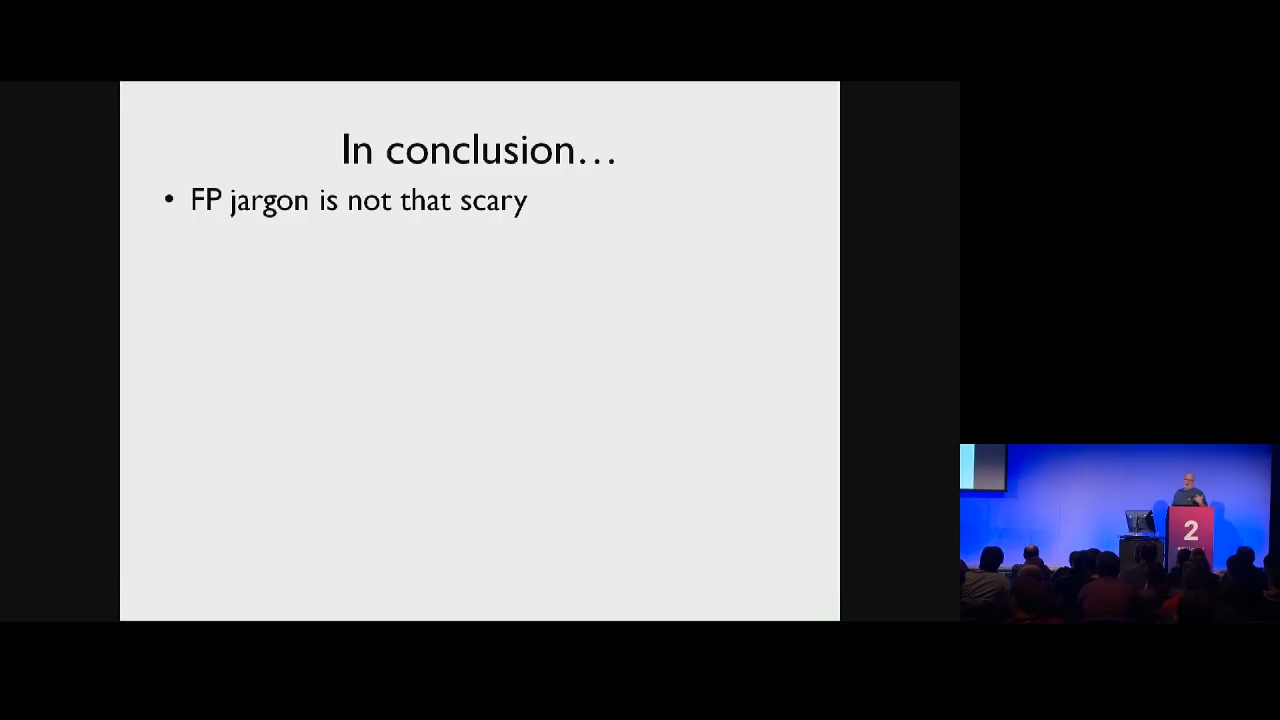 In conclusion…
• FP jargon is not that scary
2